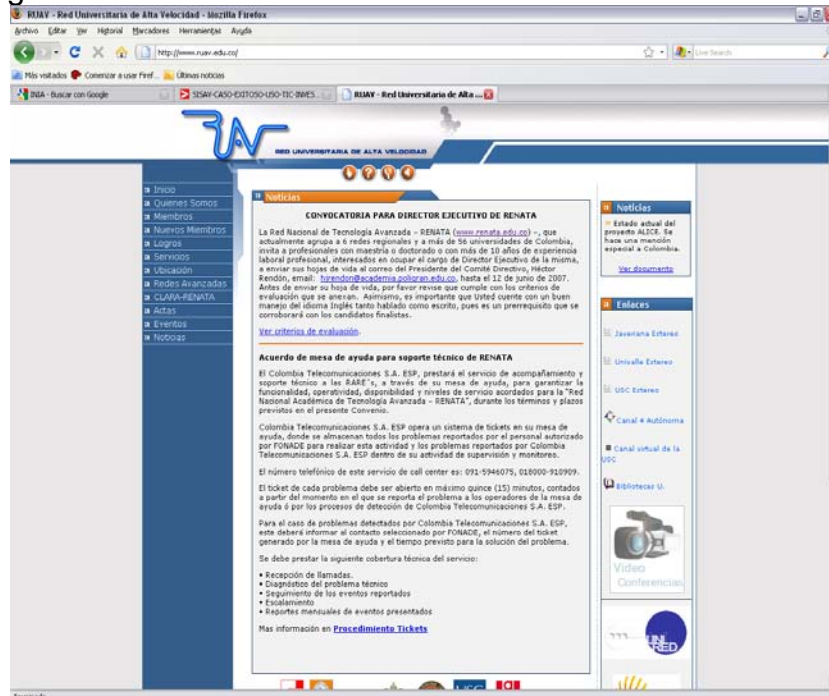 RUAV - Red Universitaria de Alta Velocidad - Mozilla Firefox
Archivo Editar Ver Historial Marcadores Herramientas Ayuda
http://www.ruav.edu.co/
Live Search
Más visitados Comenzar a usar Firef... Últimas noticias
INIA - Buscar con Google
SISAV-CASO-EXITOSO-USO-TIC-INVES...
RUAV - Red Universitaria de Alta ...
RED UNIVERSITARIA DE ALTA VELOCIDAD
Inicio
Quienes Somos
Miembros
Nuevos Miembros
Logros
Servicios
Ubicación
Redes Avanzadas
CLARA-RENATA
Actas
Eventos
Noticias
Noticias
CONVOCATORIA PARA DIRECTOR EJECUTIVO DE RENATA
La Red Nacional de Tecnología Avanzada – RENATA (www.renata.edu.co) –, que
actualmente agrupa a 6 redes regionales y a más de 56 universidades de Colombia,
invita a profesionales con maestría o doctorado o con más de 10 años de experiencia
laboral profesional, interesados en ocupar el cargo de Director Ejecutivo de la misma,
a enviar sus hojas de vida al correo del Presidente del Comité Directivo, Héctor
Rendón, email: hirendon@academia.poligran.edu.co, hasta el 12 de junio de 2007.
Antes de enviar su hoja de vida, por favor revise que cumple con los criterios de
evaluación que se anexan. Asimismo, es importante que Usted cuente con un buen
manejo del idioma Inglés tanto hablado como escrito, pues es un prerrequisito que se
corroborará con los candidatos finalistas.
Ver criterios de evaluación.
Acuerdo de mesa de ayuda para soporte técnico de RENATA
El Colombia Telecomunicaciones S.A. ESP, prestará el servicio de acompañamiento y
soporte técnico a las RARE´s, a través de su mesa de ayuda, para garantizar la
funcionalidad, operatividad, disponibilidad y niveles de servicio acordados para la "Red
Nacional Académica de Tecnología Avanzada – RENATA", durante los términos y plazos
previstos en el presente Convenio.
Colombia Telecomunicaciones S.A. ESP opera un sistema de tickets en su mesa de
ayuda, donde se almacenan todos los problemas reportados por el personal autorizado
por FONADE para realizar esta actividad y los problemas reportados por Colombia
Telecomunicaciones S.A. ESP dentro de su actividad de supervisión y monitoreo.
El número telefónico de este servicio de call center es: 091-5946075, 018000-910909.
El ticket de cada problema debe ser abierto en máximo quince (15) minutos, contados
a partir del momento en el que se reporta el problema a los operadores de la mesa de
ayuda ó por los procesos de detección de Colombia Telecomunicaciones S.A. ESP.
Para el caso de problemas detectados por Colombia Telecomunicaciones S.A. ESP,
este deberá informar al contacto seleccionado por FONADE, el número del ticket
generado por la mesa de ayuda y el tiempo previsto para la solución del problema.
Se debe prestar la siguiente cobertura técnica del servicio:
• Recepción de llamadas.
• Diagnóstico del problema técnico
• Seguimiento de los eventos reportados
• Escalamiento
• Reportes mensuales de eventos presentados
Mas información en Procedimiento Tickets
Noticias
Estado actual del
proyecto ALICE. Se
hace una mención
especial a Colombia.
Ver documento
Enlaces
Javeriana Estereo
Univalle Estereo
USC Estereo
Canal 4 Autónoma
Canal virtual de la
USC
Bibliotecas U.
Video
Conferencias
UNIRED
USC